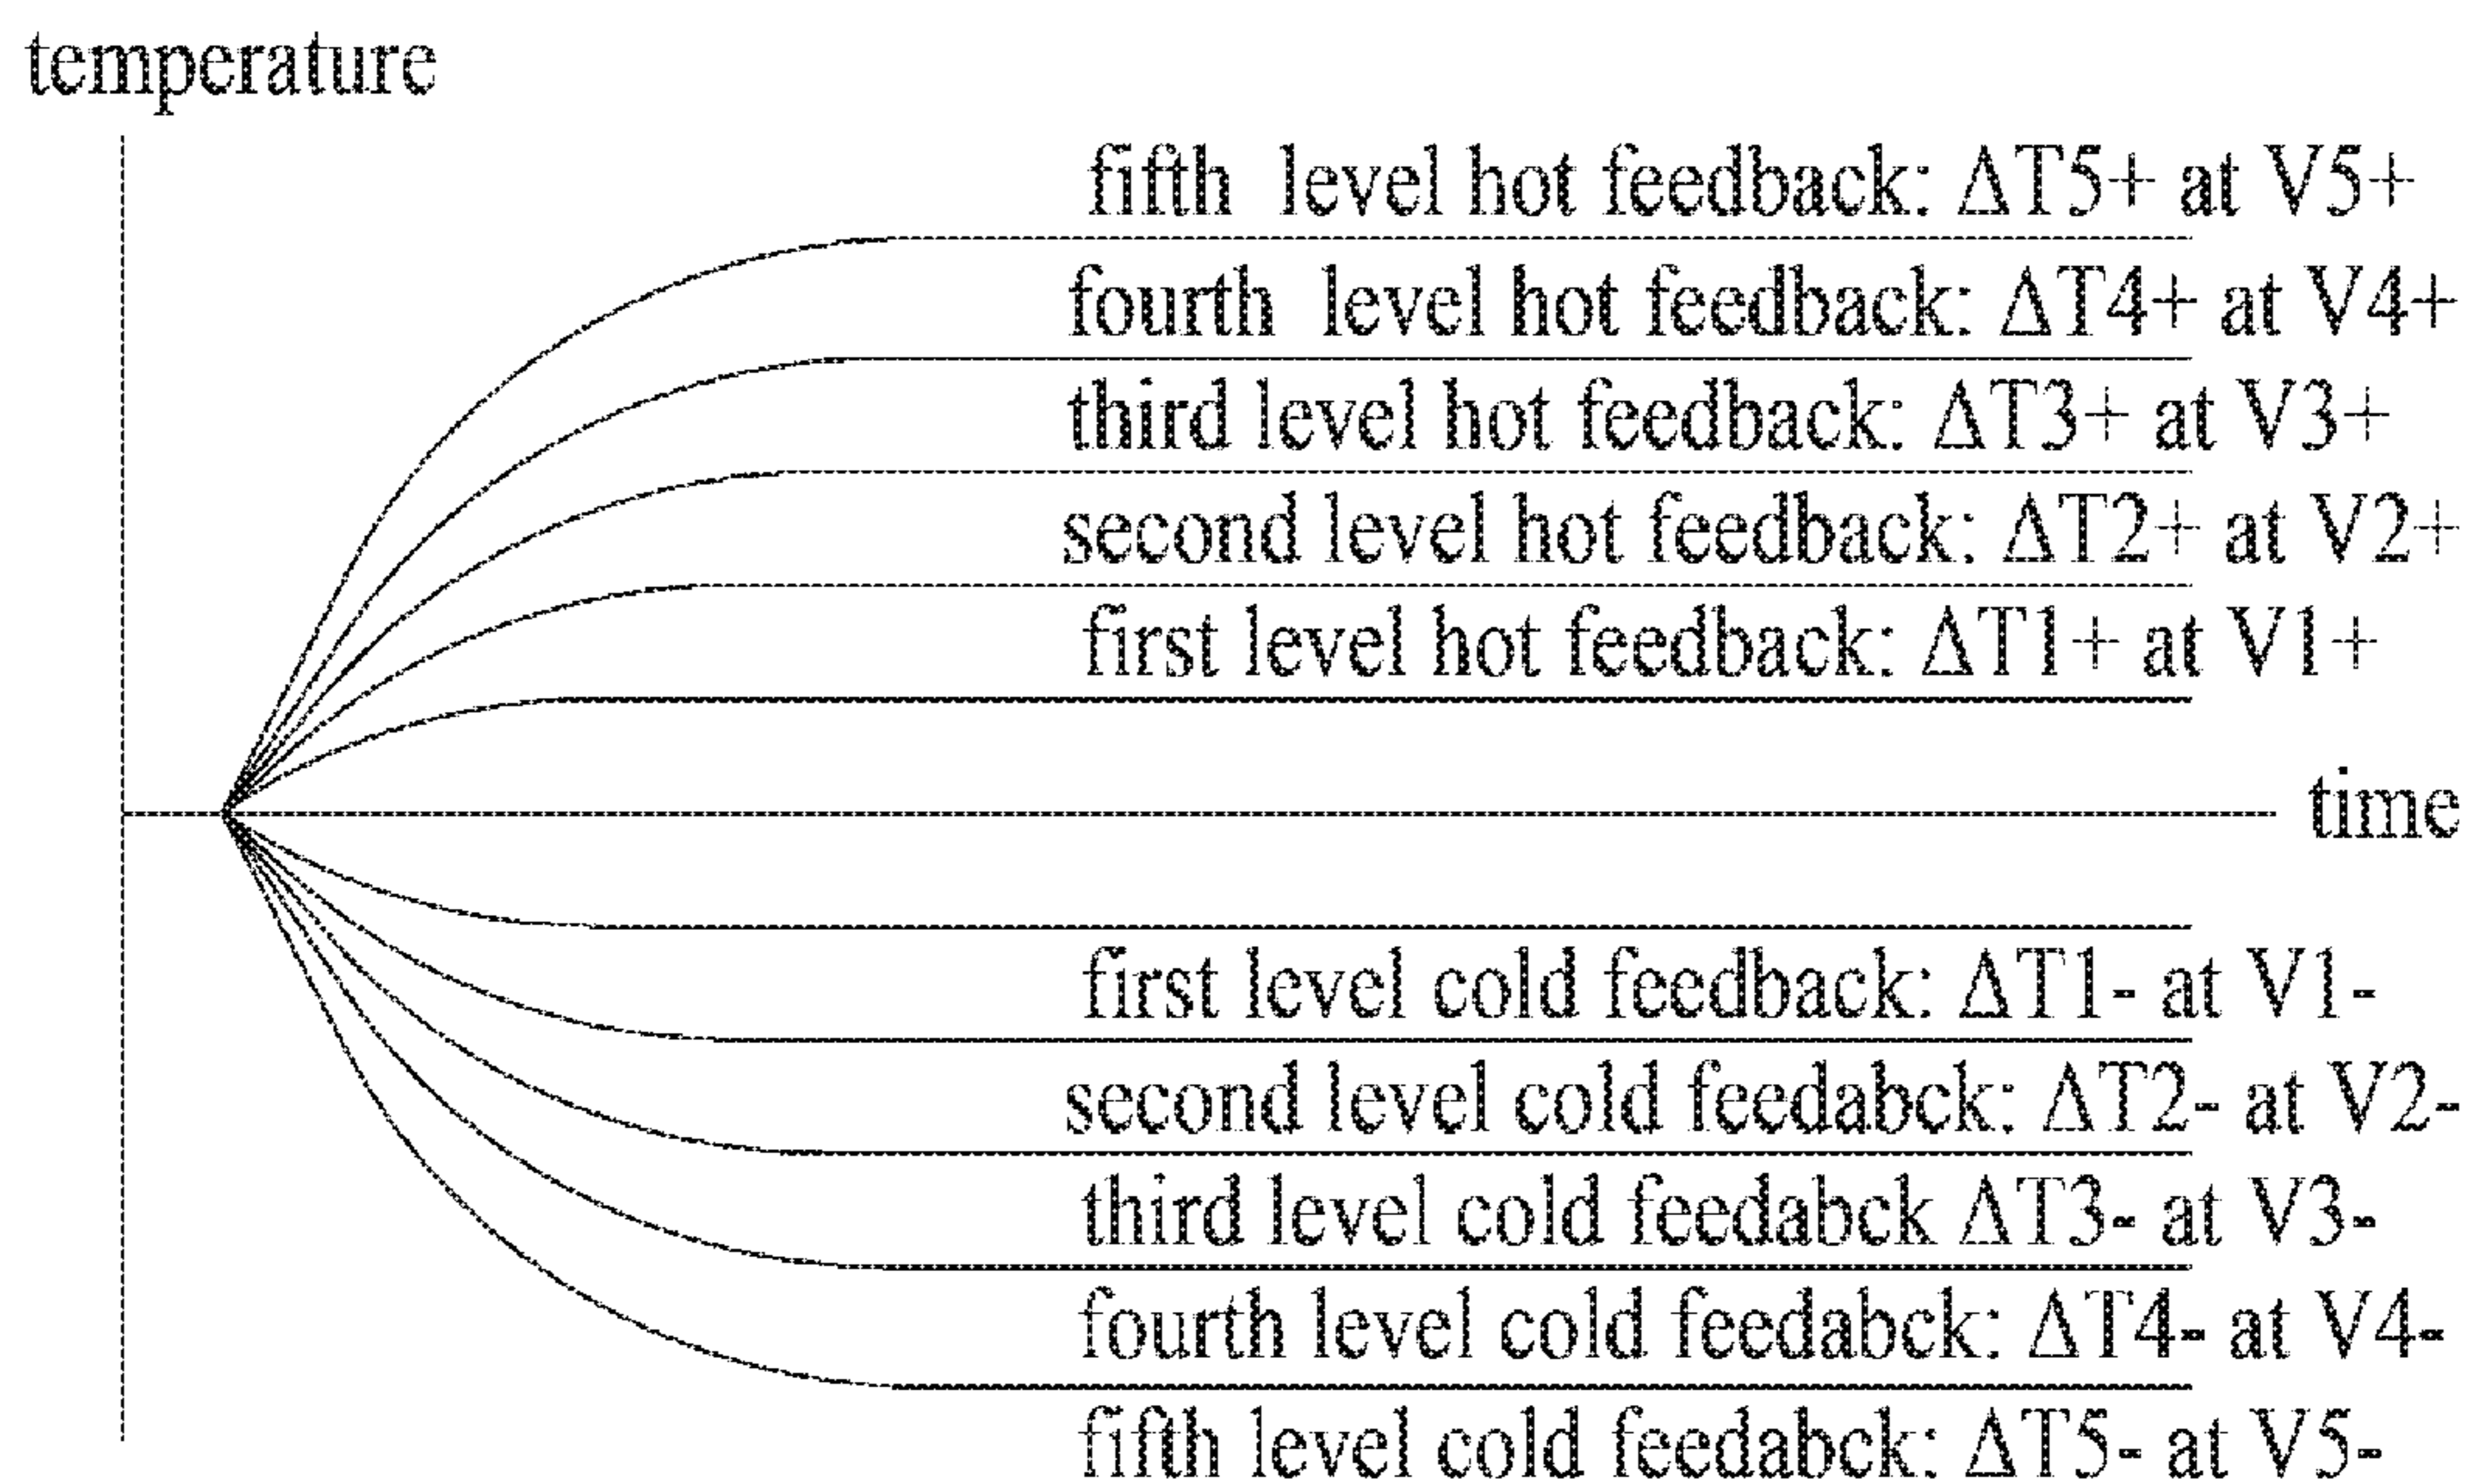 temperature
fifth level hot feedback: ΔT5+ at V5+
fourth level hot feedback: ΔT4+ at V4+
third level hot feedback: ΔT3+ at V3+
second level hot feedback: ΔT2+ at V2+
first level hot feedback: ΔT1+ at V1+
time
first level cold feedback: ΔT1- at V1-
second level cold feedabck: ΔT2- at V2-
third level cold feedabck ΔT3- at V3-
fourth level cold feedabck: ΔT4- at V4-
fifth level cold feedabck: ΔT5- at V5-